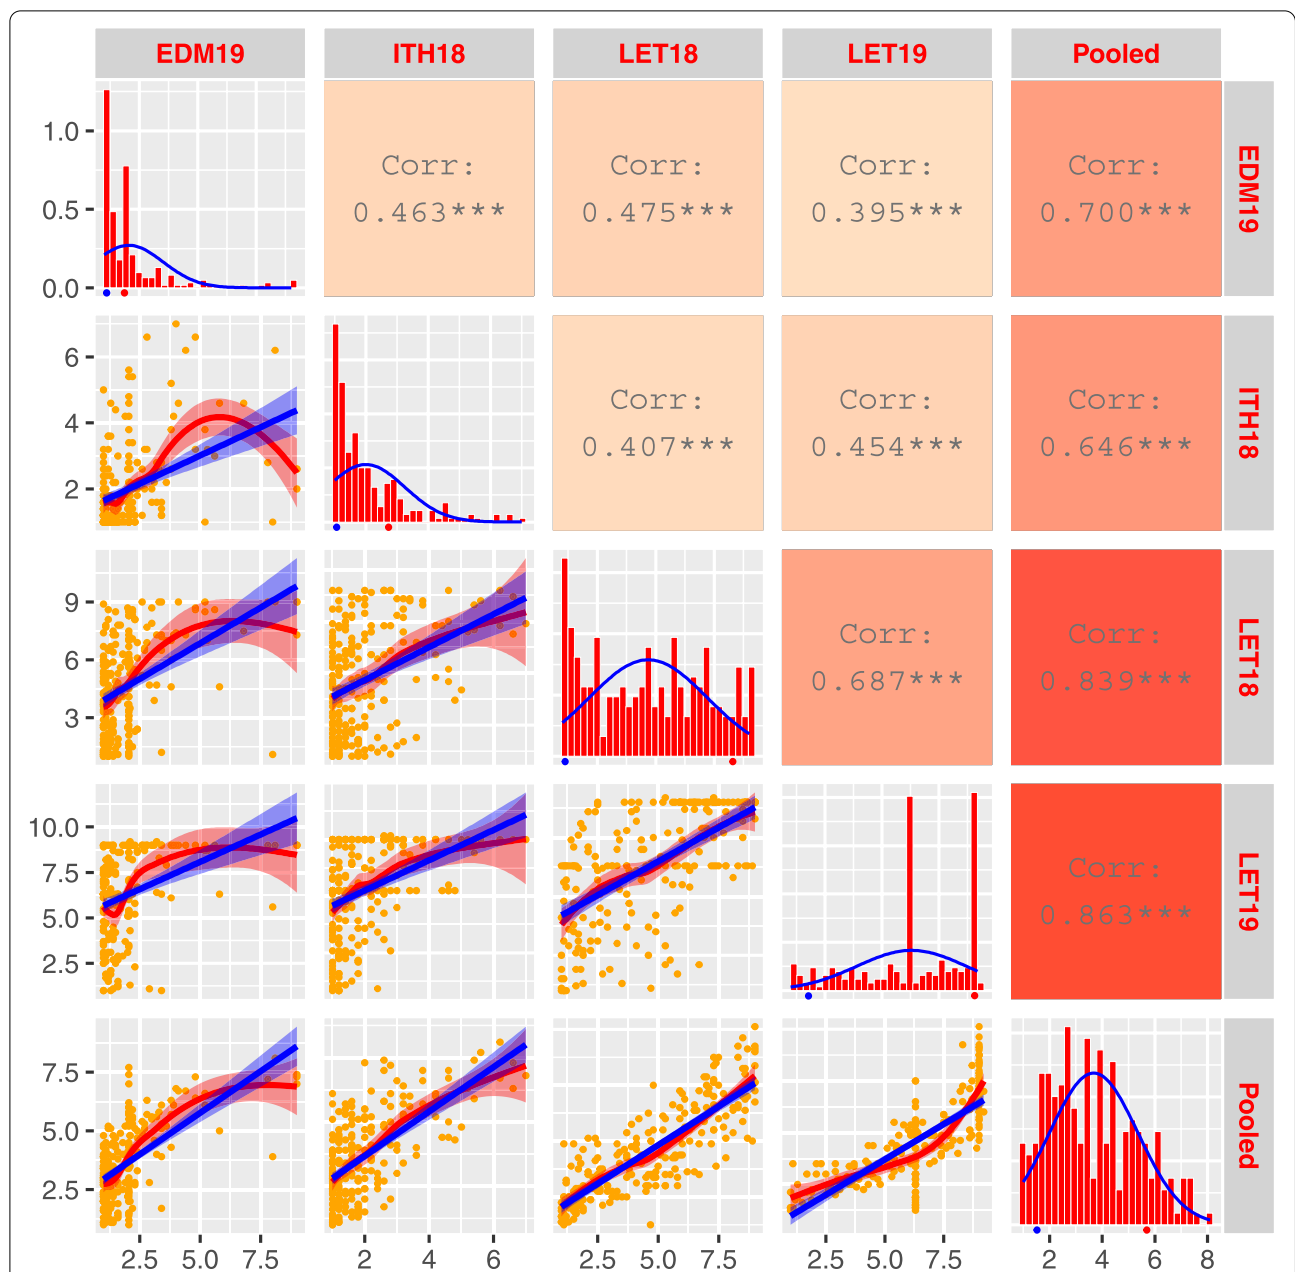 EDM19 ITH18 LET18 LET19 Pooled
1.0
0.5
0.0
Corr: Corr: Corr: Corr:
0.463*** 0.475*** 0.395*** 0.700***
EDM19
6
4
2
Corr: Corr: Corr:
0.407*** 0.454*** 0.646***
ITH18
9
6
3
Corr: Corr:
0.687*** 0.839***
LET18
10.0
7.5
5.0
2.5
Corr:
0.863***
LET19
7.5
5.0
2.5
Pooled
2.5 5.0 7.5 2 4 6 2.5 5.0 7.5 2.5 5.0 7.5 2 4 6 8